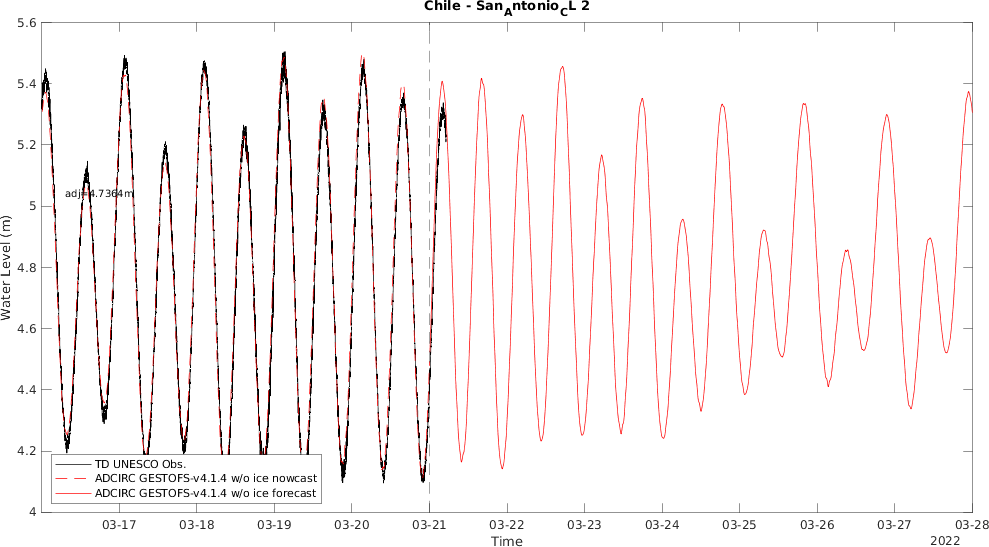 Chile - San_Antonio_CL 2
5.6
5.4
5.2
5
4.8
4.6
4.4
4.2
4
Water Level (m)
adj=4.7364m
TD UNESCO Obs.
ADCIRC GESTOFS-v4.1.4 w/o ice nowcast
ADCIRC GESTOFS-v4.1.4 w/o ice forecast
03-17 03-18 03-19 03-20 03-21 03-22 03-23 03-24 03-25 03-26 03-27 03-28
Time
2022